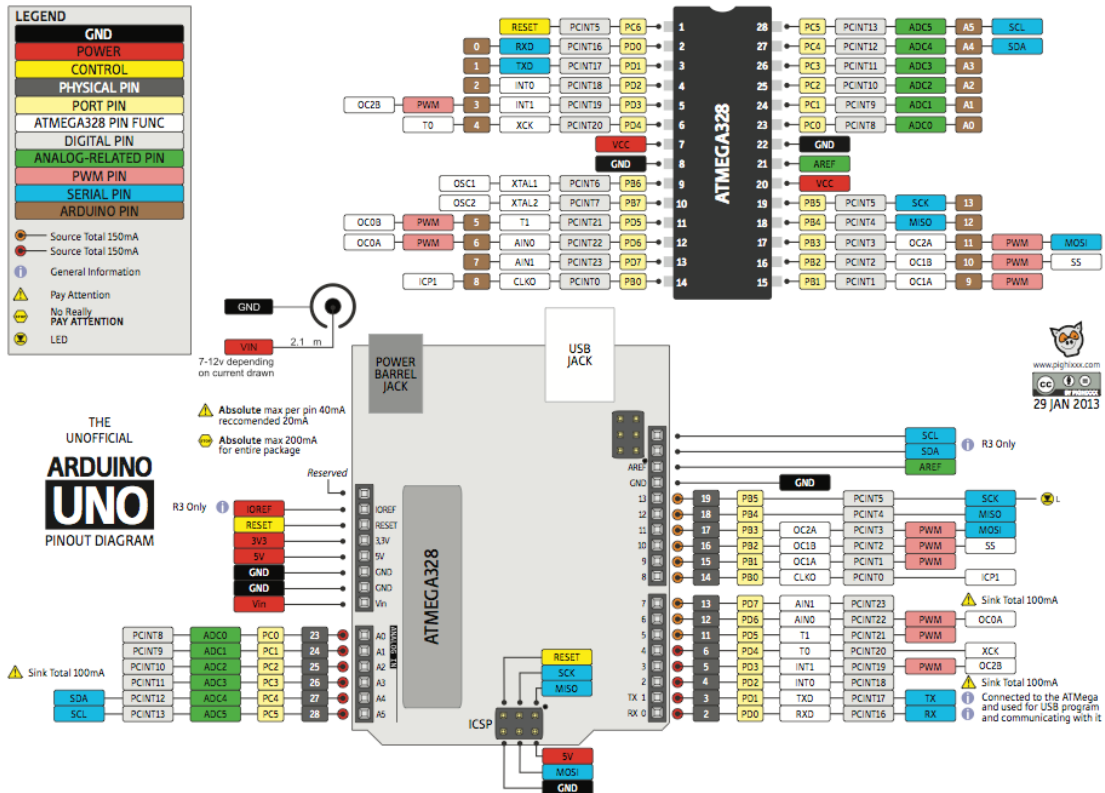 LEGEND
GND
POWER
CONTROL
PHYSICAL PIN
PORT PIN
ATMEGA328 PIN FUNC
DIGITAL PIN
ANALOG-RELATED PIN
PWM PIN
SERIAL PIN
ARDUINO PIN
Source Total 150mA
Source Total 150mA
General Information
Pay Attention
No Really
PAY ATTENTION
LED
RESET PCINT5 PC6 1
0 RXD PCINT16 PD0 2
1 TXD PCINT17 PD1 3
2 INT0 PCINT18 PD2 4
OC2B PWM 3 INT1 PCINT19 PD3 5
T0 4 XCK PCINT20 PD4 6
VCC 7
GND 8
OSC1 XTAL1 PCINT6 PB6 9
OSC2 XTAL2 PCINT7 PB7 10
OC0B PWM 5 T1 PCINT21 PD5 11
OC0A PWM 6 AIN0 PCINT22 PD6 12
7 AIN1 PCINT23 PD7 13
ICP1 8 CLK0 PCINT0 PB0 14
ATMEGA328
28 PC5 PCINT13 ADC5 A5 SCL
27 PC4 PCINT12 ADC4 A4 SDA
26 PC3 PCINT11 ADC3 A3
25 PC2 PCINT10 ADC2 A2
24 PC1 PCINT9 ADC1 A1
23 PC0 PCINT8 ADC0 A0
22 GND
21 AREF
20 VCC
19 PB5 PCINT5 SCK 13
18 PB4 PCINT4 MISO 12
17 PB3 PCINT3 OC2A 11 PWM MOSI
16 PB2 PCINT2 OC1B 10 PWM SS
15 PB1 PCINT1 OC1A 9 PWM
GND
VIN 2.1 m
7-12v depending
on current drawn
POWER
BARREL
JACK
USB
JACK
www.pighixxx.com
cc
29 JAN 2013
Absolute max per pin 40mA
reccomended 20mA
Absolute max 200mA
for entire package
THE
UNOFFICIAL
ARDUINO
UNO
PINOUT DIAGRAM
Reserved
R3 Only IOREF IOREF
RESET RESET
3V3 3,3V
5V 5V
GND GND
GND GND
Vin Vin
ATMEGA328
ANALOG IN
PCINT8 ADC0 PC0 23 A0
PCINT9 ADC1 PC1 24 A1
PCINT10 ADC2 PC2 25 A2
PCINT11 ADC3 PC3 26 A3
SDA PCINT12 ADC4 PC4 27 A4
SCL PCINT13 ADC5 PC5 28 A5
Sink Total 100mA
SCL
SDA
R3 Only
AREF AREF
GND GND
13 19 PB5 PCINT5 SCK L
12 18 PB4 PCINT4 MISO
11 17 PB3 OC2A PCINT3 PWM MOSI
10 16 PB2 OC1B PCINT2 PWM SS
9 15 PB1 OC1A PCINT1 PWM
8 14 PB0 CLK0 PCINT0 ICP1
Sink Total 100mA
7 13 PD7 AIN1 PCINT23
6 12 PD6 AIN0 PCINT22 PWM OC0A
5 11 PD5 T1 PCINT21 PWM
4 6 PD4 T0 PCINT20 XCK
3 5 PD3 INT1 PCINT19 PWM OC2B
2 4 PD2 INT0 PCINT18
TX 1 3 PD1 TXD PCINT17 TX
RX 0 2 PD0 RXD PCINT16 RX
Sink Total 100mA
Connected to the ATMega
and used for USB program
and communicating with it
RESET
SCK
MISO
ICSP
5V
MOSI
GND